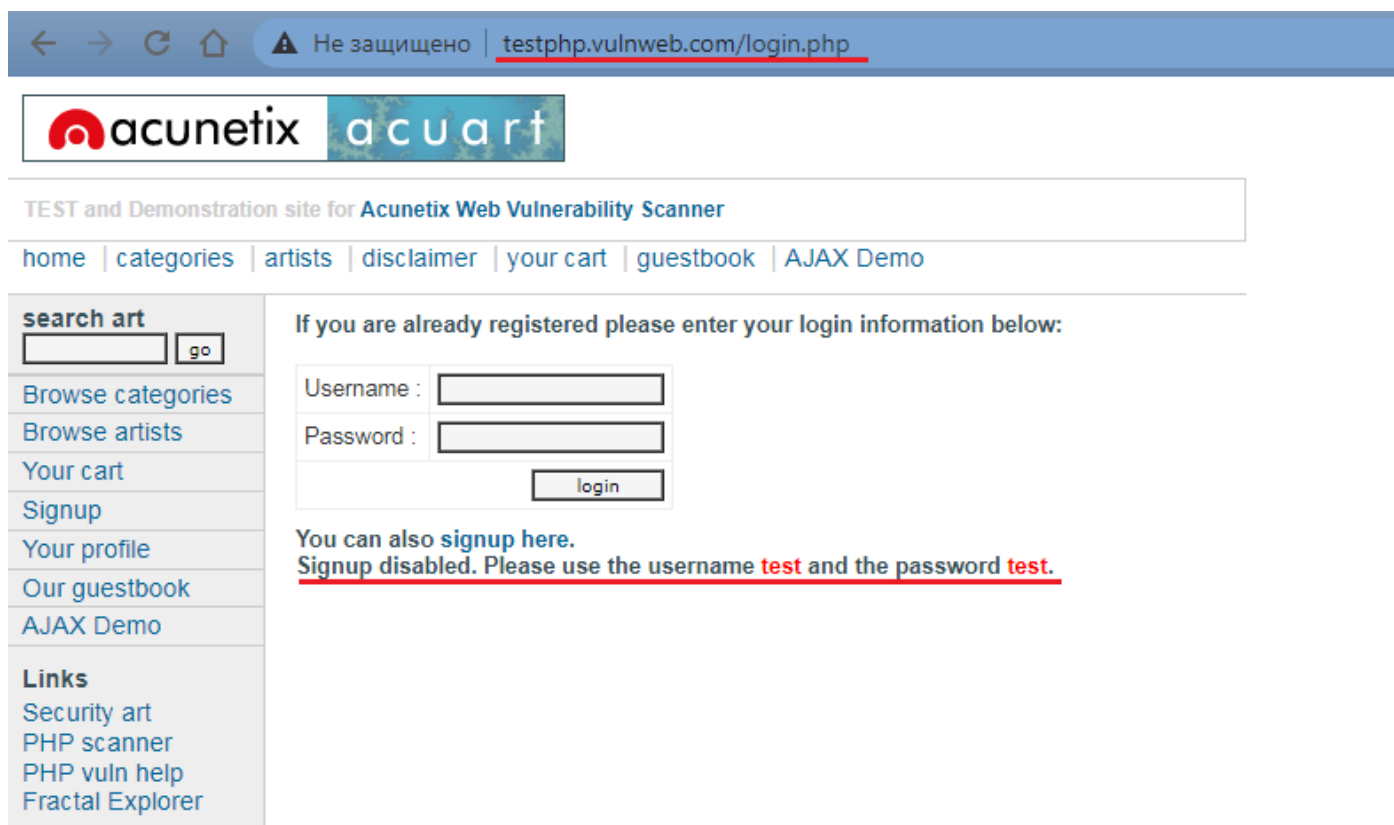 Не защищено | testphp.vulnweb.com/login.php
acunetix acuart
TEST and Demonstration site for Acunetix Web Vulnerability Scanner
home | categories | artists | disclaimer | your cart | guestbook | AJAX Demo
search art
go
Browse categories
Browse artists
Your cart
Signup
Your profile
Our guestbook
AJAX Demo
Links
Security art
PHP scanner
PHP vuln help
Fractal Explorer
If you are already registered please enter your login information below:
Username :
Password :
login
You can also signup here.
Signup disabled. Please use the username test and the password test.